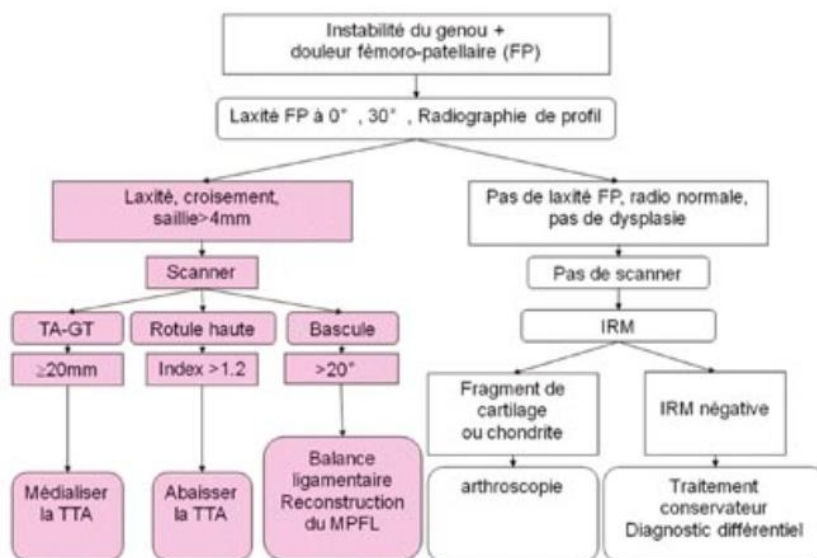 Instabilité du genou +
douleur fémoro-patellaire (FP)
Laxité FP à 0° , 30° , Radiographie de profil
Laxité, croisement,
saillie>4mm
Pas de laxité FP, radio normale,
pas de dysplasie
Scanner
Pas de scanner
TA-GT
Rotule haute
Bascule
IRM
≥20mm
Index >1.2
>20°
Fragment de
cartilage
ou chondrite
IRM négative
Médialiser
la TTA
Abaisser
la TTA
Balance
ligamentaire
Reconstruction
du MPFL
arthroscopie
Traitement
conservateur
Diagnostic différentiel